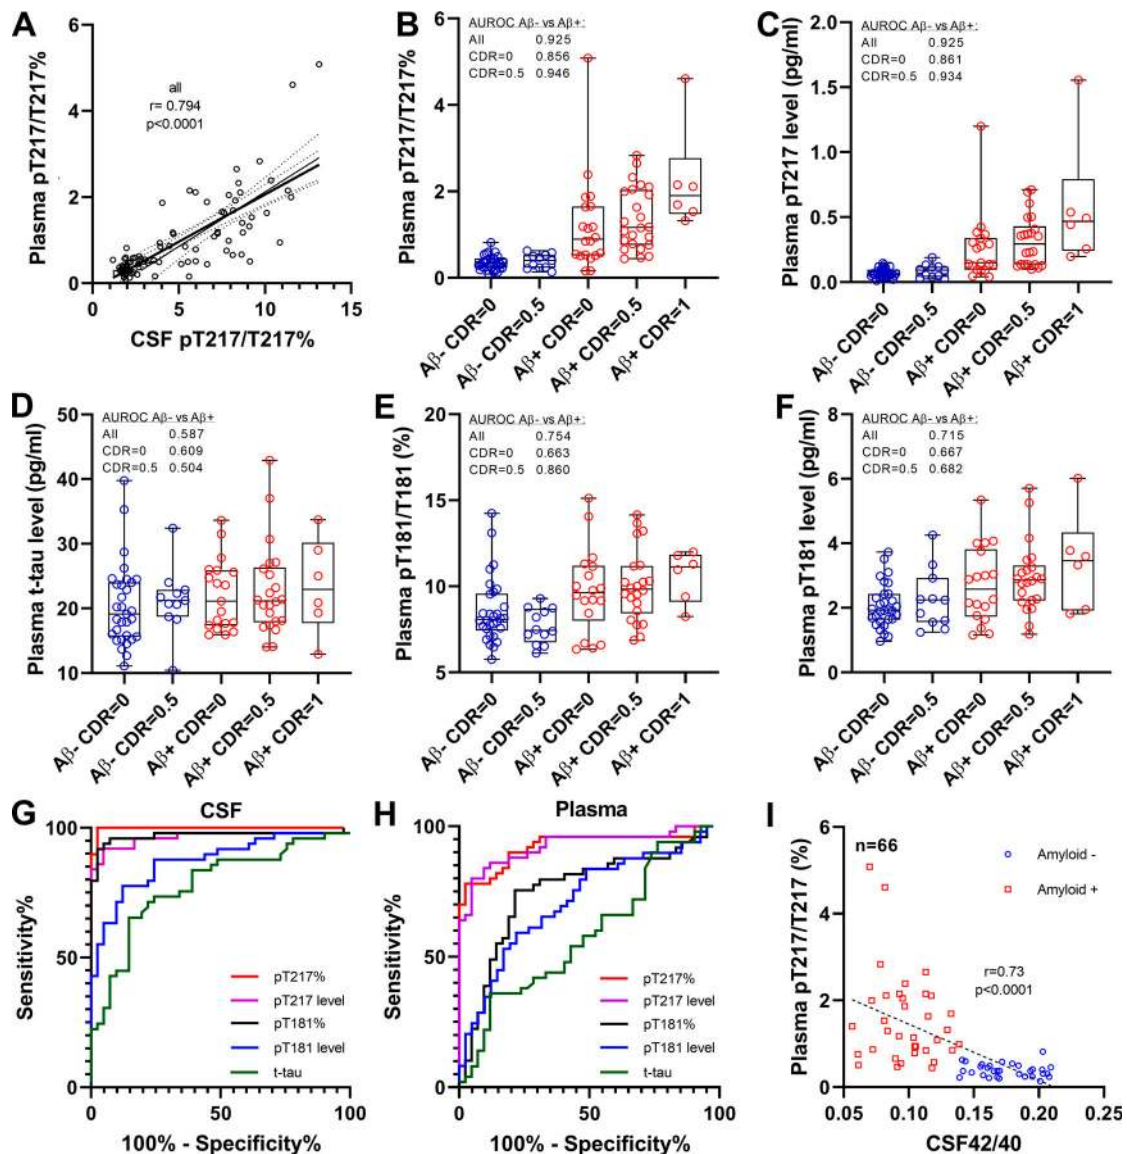 A
Plasma pT217/T217%
6
4
2
0
all
r= 0.794
p<0.0001
0 5 10 15
CSF pT217/T217%
B
Plasma pT217/T217%
6
4
2
0
AUROC Aβ- vs Aβ+:
All 0.925
CDR=0 0.856
CDR=0.5 0.946
Aβ- CDR=0
Aβ- CDR=0.5
Aβ+ CDR=0
Aβ+ CDR=0.5
Aβ+ CDR=1
C
Plasma pT217 level (pg/ml)
2.0
1.5
1.0
0.5
0.0
AUROC Aβ- vs Aβ+:
All 0.925
CDR=0 0.861
CDR=0.5 0.934
Aβ- CDR=0
Aβ- CDR=0.5
Aβ+ CDR=0
Aβ+ CDR=0.5
Aβ+ CDR=1
D
Plasma t-tau level (pg/ml)
50
40
30
20
10
AUROC Aβ- vs Aβ+
All 0.587
CDR=0 0.609
CDR=0.5 0.504
Aβ- CDR=0
Aβ- CDR=0.5
Aβ+ CDR=0
Aβ+ CDR=0.5
Aβ+ CDR=1
E
Plasma pT181/T181 (%)
20
15
10
5
AUROC Aβ- vs Aβ+:
All 0.754
CDR=0 0.663
CDR=0.5 0.860
Aβ- CDR=0
Aβ- CDR=0.5
Aβ+ CDR=0
Aβ+ CDR=0.5
Aβ+ CDR=1
F
Plasma pT181 level (pg/ml)
8
6
4
2
0
AUROC Aβ- vs Aβ+:
All 0.715
CDR=0 0.667
CDR=0.5 0.682
Aβ- CDR=0
Aβ- CDR=0.5
Aβ+ CDR=0
Aβ+ CDR=0.5
Aβ+ CDR=1
G
CSF
Sensitivity%
100
50
0
pT217%
pT217 level
pT181%
pT181 level
t-tau
0 50 100
100% - Specificity%
H
Plasma
Sensitivity%
100
50
0
pT217%
pT217 level
pT181%
pT181 level
t-tau
0 50 100
100% - Specificity%
I
Plasma pT217/T217 (%)
6
4
2
0
n=66
Amyloid -
Amyloid +
r=0.73
p<0.0001
0.05 0.10 0.15 0.20 0.25
CSF42/40